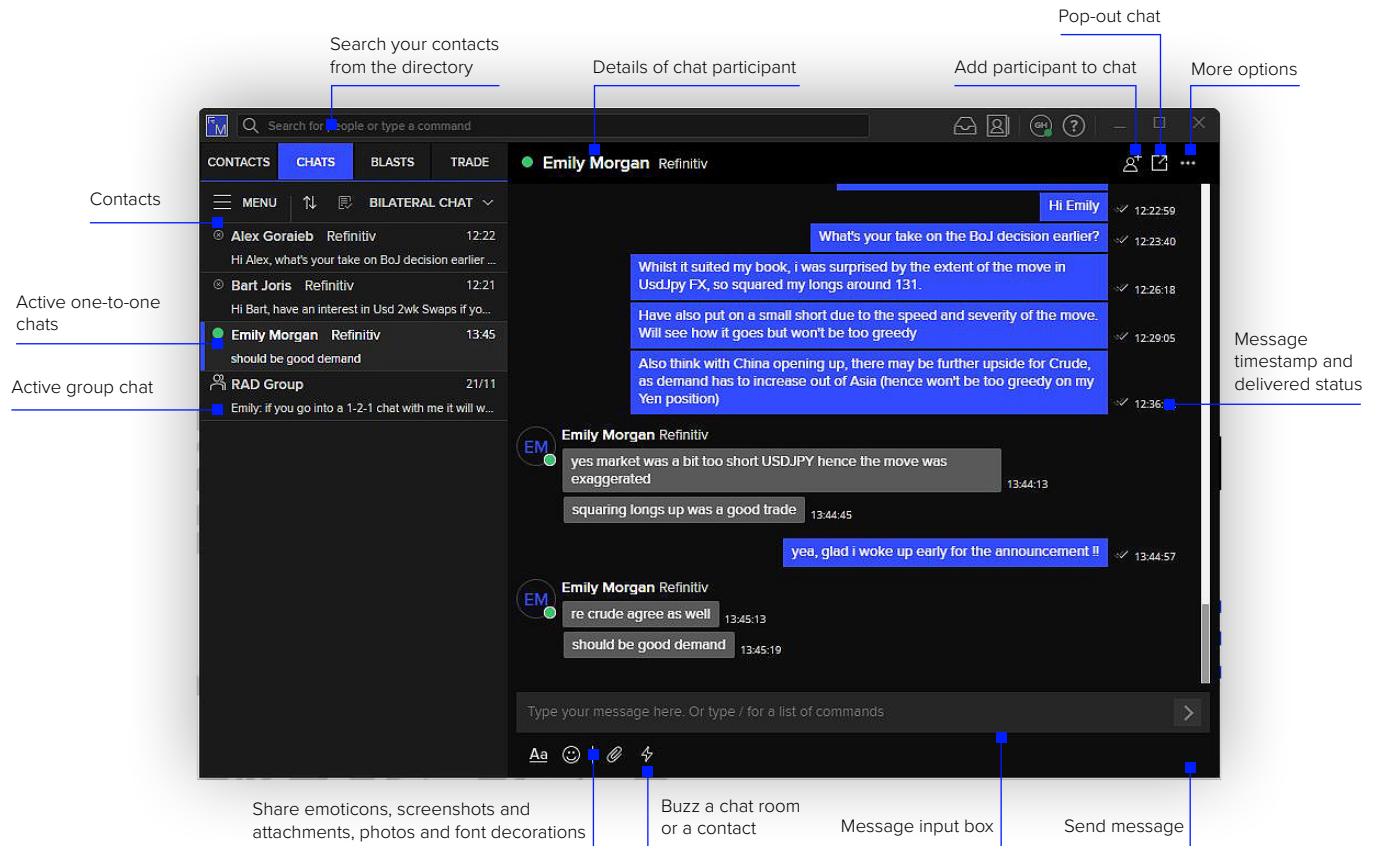 Pop-out chat
Search your contacts
from the directory
Details of chat participant
Add participant to chat
More options
M
Search for people or type a command
GH
?
CONTACTS
CHATS
BLASTS
TRADE
Emily Morgan Refinitiv
Contacts
MENU
BILATERAL CHAT
Alex Goraieb Refinitiv 12:22
Hi Alex, what's your take on BoJ decision earlier ...
Bart Joris Refinitiv 12:21
Hi Bart, have an interest in Usd 2wk Swaps if yo...
Active one-to-one
chats
Emily Morgan Refinitiv 13:45
should be good demand
Active group chat
RAD Group 21/11
Emily: if you go into a 1-2-1 chat with me it will w...
Hi Emily
12:22:59
What's your take on the BoJ decision earlier?
12:23:40
Whilst it suited my book, i was surprised by the extent of the move in
UsdJpy FX, so squared my longs around 131.
12:26:18
Have also put on a small short due to the speed and severity of the move.
Will see how it goes but won't be too greedy
12:29:05
Also think with China opening up, there may be further upside for Crude,
as demand has to increase out of Asia (hence won't be too greedy on my
Yen position)
12:36:
Message
timestamp and
delivered status
EM
Emily Morgan Refinitiv
yes market was a bit too short USDJPY hence the move was
exaggerated
13:44:13
squaring longs up was a good trade
13:44:45
yea, glad i woke up early for the announcement !!
13:44:57
EM
Emily Morgan Refinitiv
re crude agree as well
13:45:13
should be good demand
13:45:19
Type your message here. Or type / for a list of commands
Aa
Share emoticons, screenshots and
attachments, photos and font decorations
Buzz a chat room
or a contact
Message input box
Send message